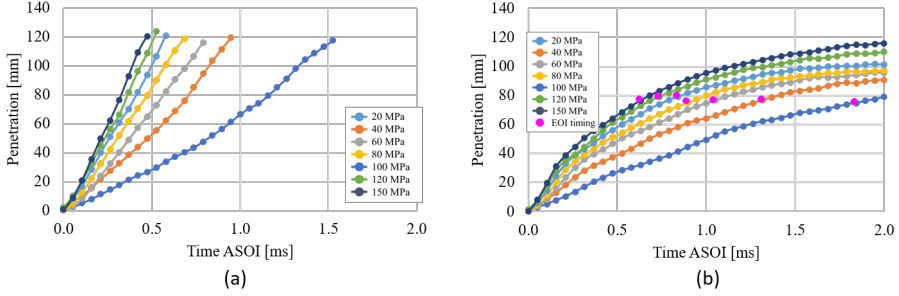 (a)
Penetration [mm]
140
120
100
80
60
40
20
0
0.0
0.5
1.0
1.5
2.0
Time ASOI [ms]
20 MPa
40 MPa
60 MPa
80 MPa
100 MPa
120 MPa
150 MPa
(a)
(b)
Penetration [mm]
140
120
100
80
60
40
20
0
0.0
0.5
1.0
1.5
2.0
Time ASOI [ms]
20 MPa
40 MPa
60 MPa
80 MPa
100 MPa
120 MPa
150 MPa
EOI timing
(b)